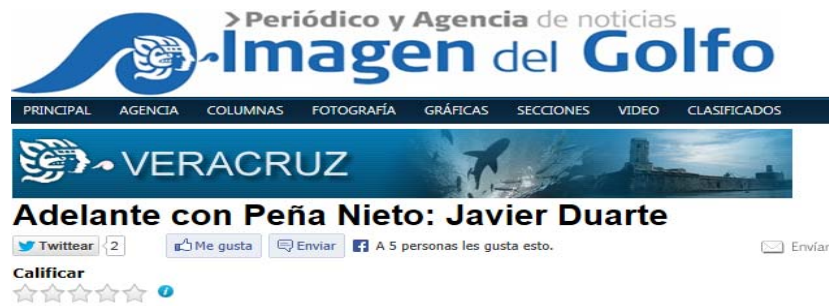 >Periódico y Agencia de noticias
Imagen del Golfo
PRINCIPAL AGENCIA COLUMNAS FOTOGRAFÍA GRÁFICAS SECCIONES VIDEO CLASIFICADOS
VERACRUZ
Adelante con Peña Nieto: Javier Duarte
Twittear 2 Me gusta Enviar A 5 personas les gusta esto. Enviar
Calificar